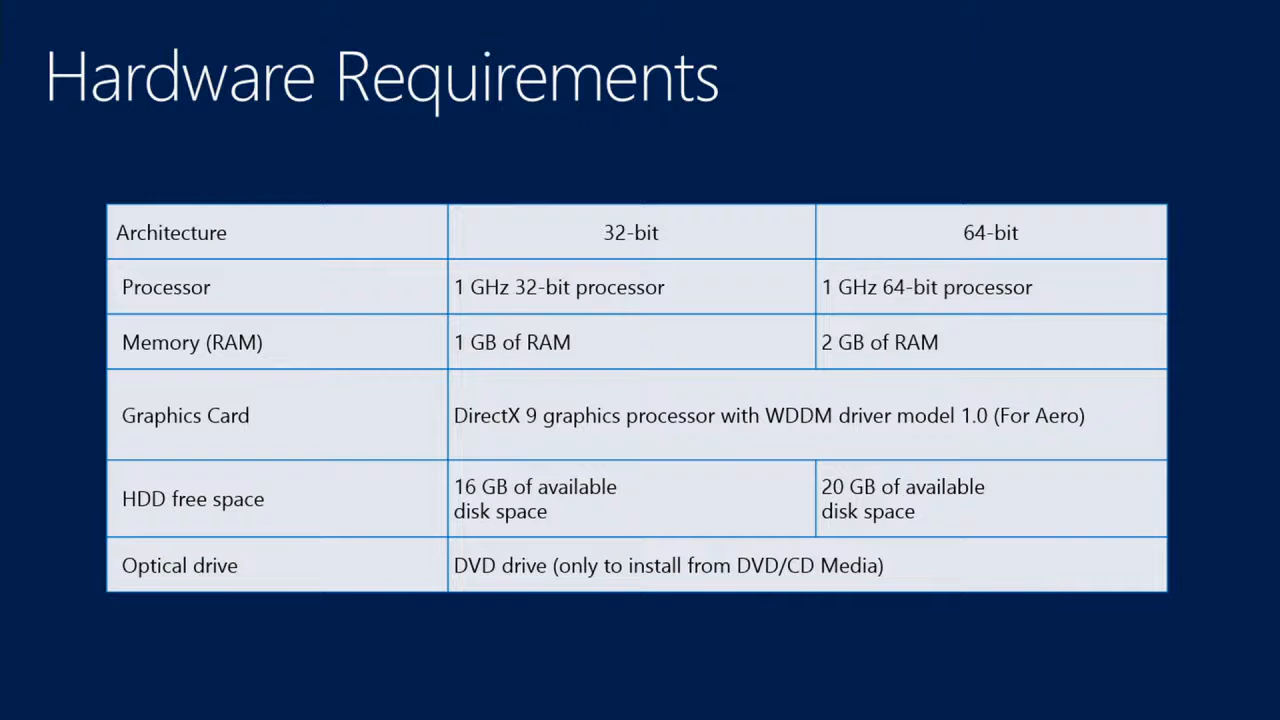 Hardware Requirements
Architecture 32-bit 64-bit
Processor 1 GHz 32-bit processor 1 GHz 64-bit processor
Memory (RAM) 1 GB of RAM 2 GB of RAM
Graphics Card DirectX 9 graphics processor with WDDM driver model 1.0 (For Aero)
HDD free space
16 GB of available
disk space
20 GB of available
disk space
Optical drive DVD drive (only to install from DVD/CD Media)